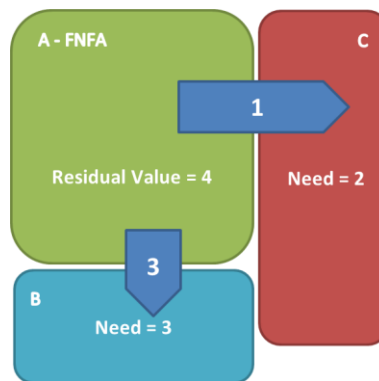 A - FNFA
C
1
Residual Value = 4
Need = 2
3
B
Need = 3